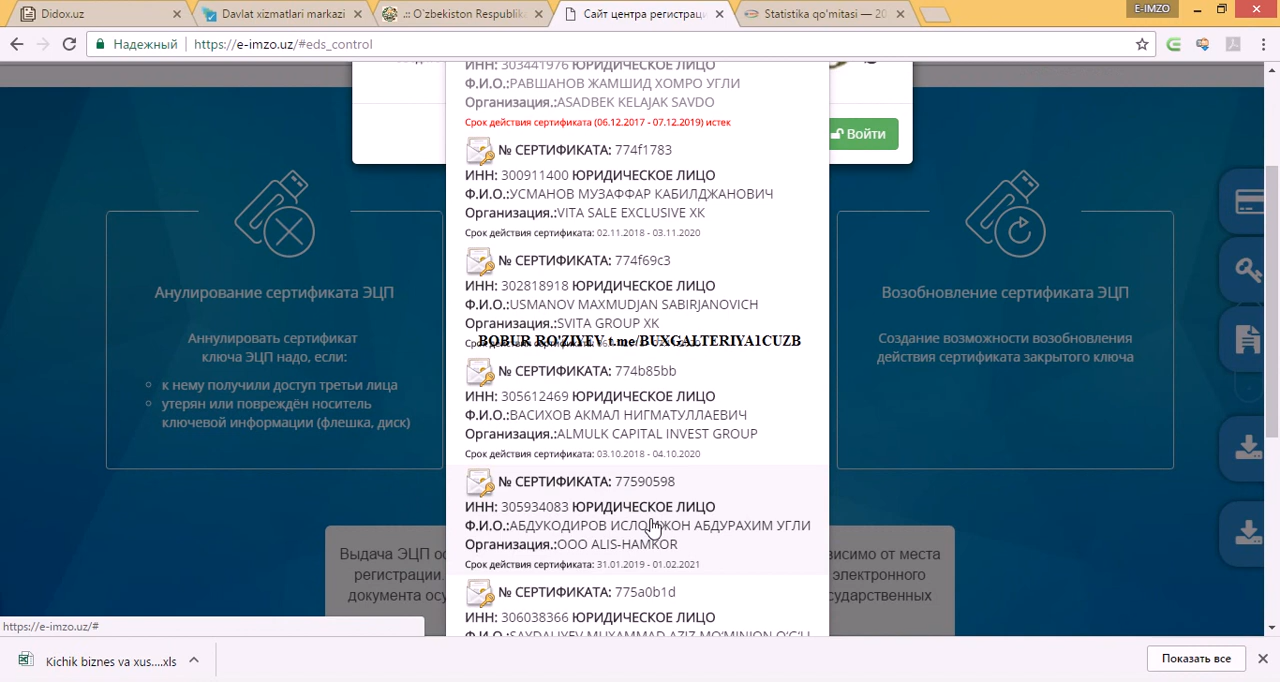 Didox.uz
Davlat xizmatlari markazi
.:: O`zbekiston Respublik
Сайт центра регистраци
Statistika qo'mitasi — 20
E-IMZO
Надежный
https://e-imzo.uz/#eds_control
ИНН: 303441976 ЮРИДИЧЕСКОЕ ЛИЦО
Ф.И.О.:РАВШАНОВ ЖАМШИД ХОМРО УГЛИ
Организация.:ASADBEK KELAJAK SAVDO
Срок действия сертификата (06.12.2017 - 07.12.2019) истек
Войти
№ СЕРТИФИКАТА: 774f1783
ИНН: 300911400 ЮРИДИЧЕСКОЕ ЛИЦО
Ф.И.О.:УСМАНОВ МУЗАФФАР КАБИЛДЖАНОВИЧ
Организация.:VITA SALE EXCLUSIVE XK
Срок действия сертификата: 02.11.2018 - 03.11.2020
№ СЕРТИФИКАТА: 774f69c3
ИНН: 302818918 ЮРИДИЧЕСКОЕ ЛИЦО
Ф.И.О.:USMANOV MAXMUDJAN SABIRJANOVICH
Организация.:SVITA GROUP XK
BOBUR RO'ZIYEV t.me/BUXGALTERIYA1CUZB
№ СЕРТИФИКАТА: 774b85bb
ИНН: 305612469 ЮРИДИЧЕСКОЕ ЛИЦО
Ф.И.О.:ВАСИХОВ АКМАЛ НИГМАТУЛЛАЕВИЧ
Организация.:ALMULK CAPITAL INVEST GROUP
Срок действия сертификата: 03.10.2018 - 04.10.2020
№ СЕРТИФИКАТА: 77590598
ИНН: 305934083 ЮРИДИЧЕСКОЕ ЛИЦО
Ф.И.О.:АБДУКОДИРОВ ИСЛОМЖОН АБДУРАХИМ УГЛИ
Организация.:OOO ALIS-HAMKOR
Срок действия сертификата: 31.01.2019 - 01.02.2021
№ СЕРТИФИКАТА: 775a0b1d
ИНН: 306038366 ЮРИДИЧЕСКОЕ ЛИЦО
Ф.И.О.:SAYDALIYEV MUXAMMAD AZIZ MO'MINJON O'G'LI
Анулирование сертификата ЭЦП
Аннулировать сертификат
ключа ЭЦП надо, если:
к нему получили доступ третьи лица
утерян или повреждён носитель
ключевой информации (флешка, диск)
Возобновление сертификата ЭЦП
Создание возможности возобновления
действия сертификата закрытого ключа
Выдача ЭЦП ос
висимо от места
регистрации.
электронного
документа осу
сударственных
https://e-imzo.uz/#
Kichik biznes va xus....xls
Показать все